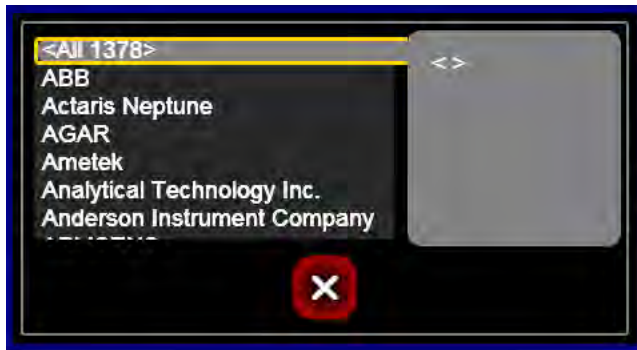 <All 1378>
ABB
Actaris Neptune
AGAR
Ametek
Analytical Technology Inc.
Anderson Instrument Company
<>